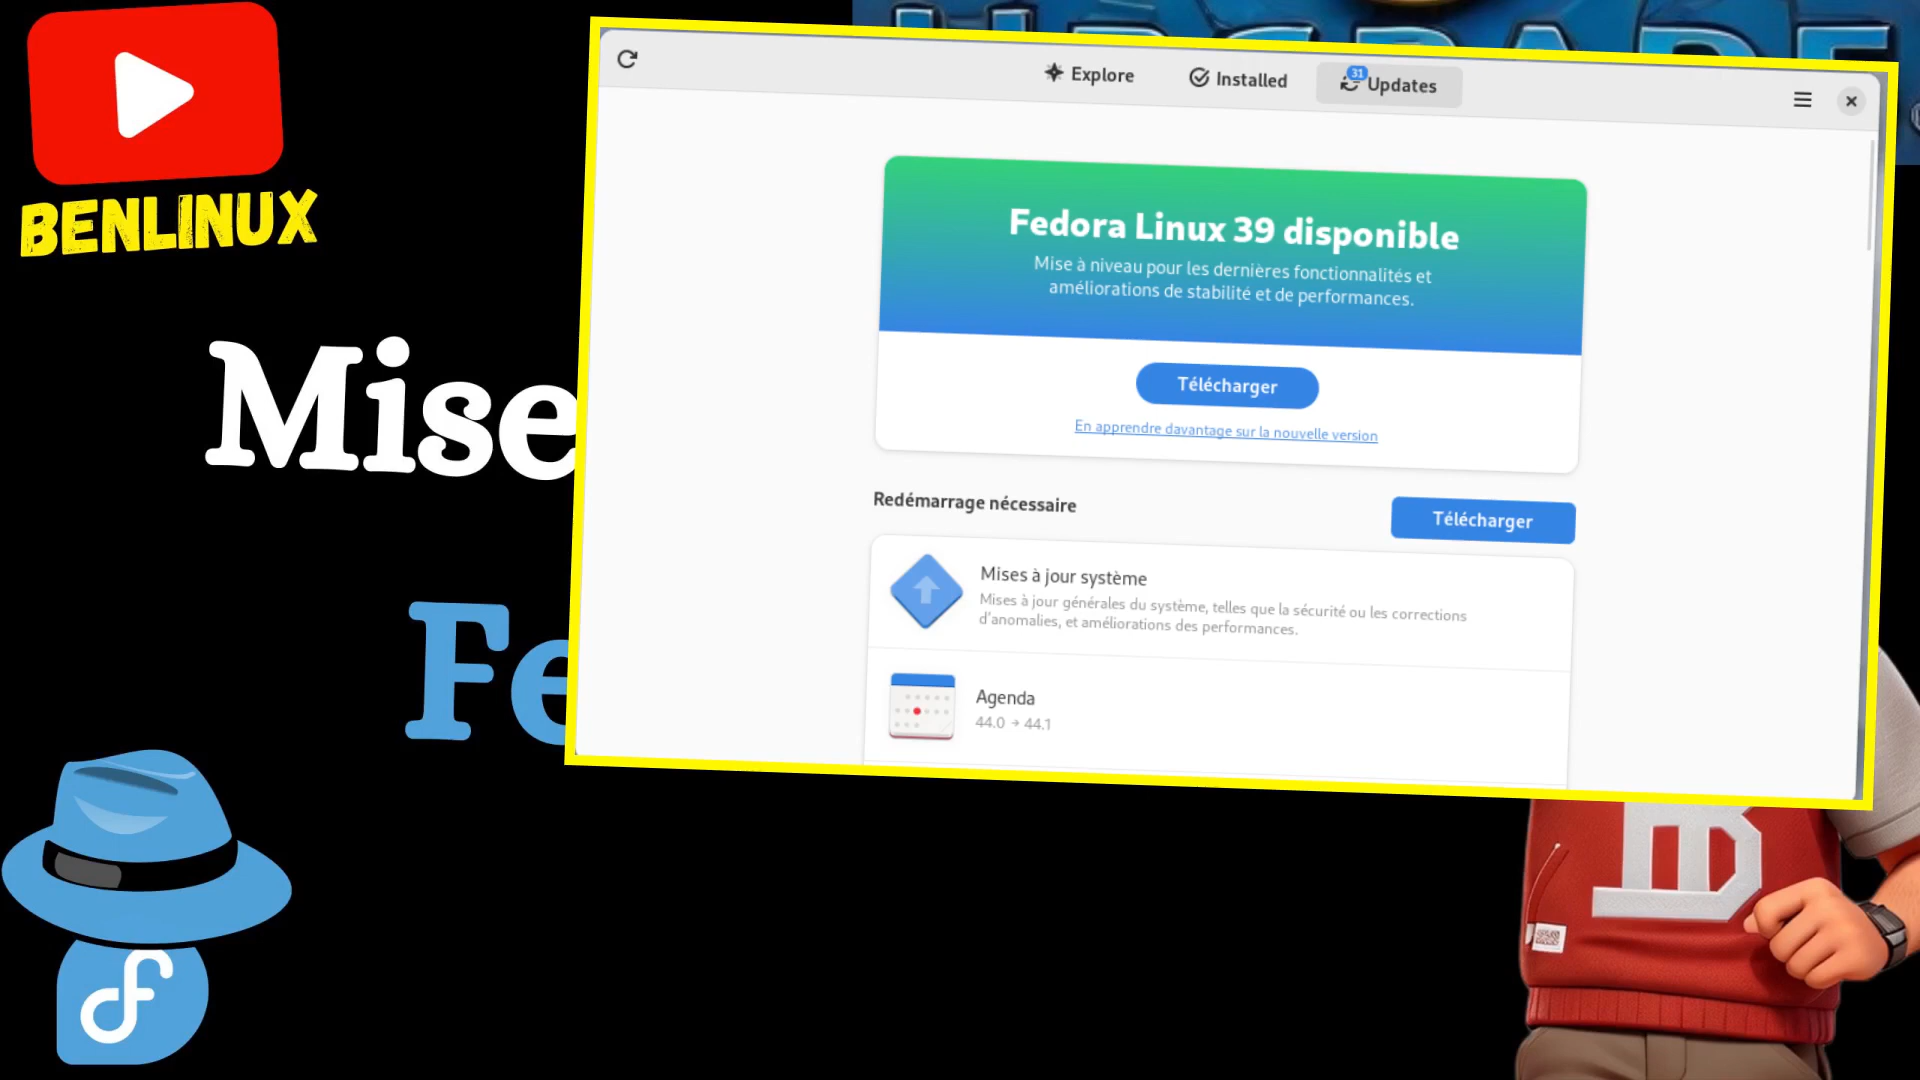 UPGRADE
BENLINUX
Explore
Installed
31
Updates
Fedora Linux 39 disponible
Mise à niveau pour les dernières fonctionnalités et
améliorations de stabilité et de performances.
Télécharger
En apprendre davantage sur la nouvelle version
Redémarrage nécessaire
Télécharger
Mises à jour système
Mises à jour générales du système, telles que la sécurité ou les corrections
d'anomalies, et améliorations des performances.
Agenda
44.0 → 44.1
Mise
Fe
B